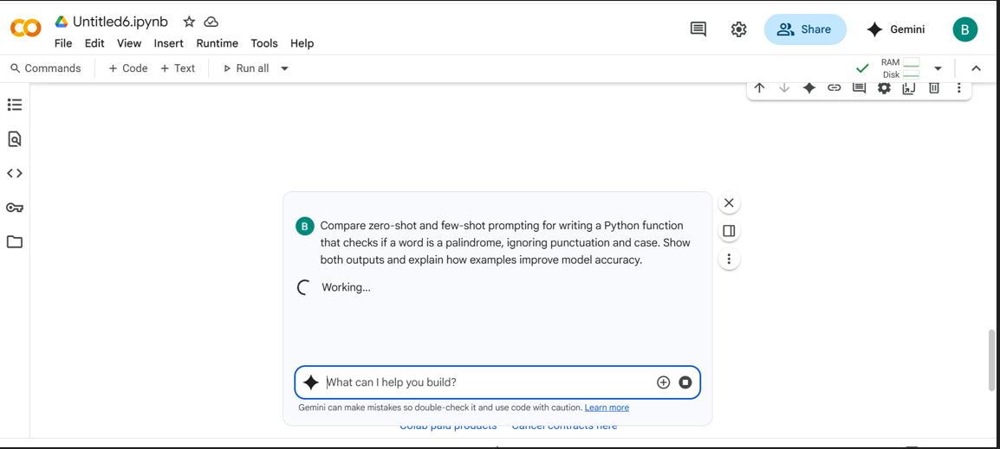 Untitled6.ipynb
File Edit View Insert Runtime Tools Help
Share
Gemini
B
Commands + Code + Text Run all
RAM
Disk
B
Compare zero-shot and few-shot prompting for writing a Python function
that checks if a word is a palindrome, ignoring punctuation and case. Show
both outputs and explain how examples improve model accuracy.
Working...
What can I help you build?
Gemini can make mistakes so double-check it and use code with caution. Learn more
Colab paid products Cancel contracts here